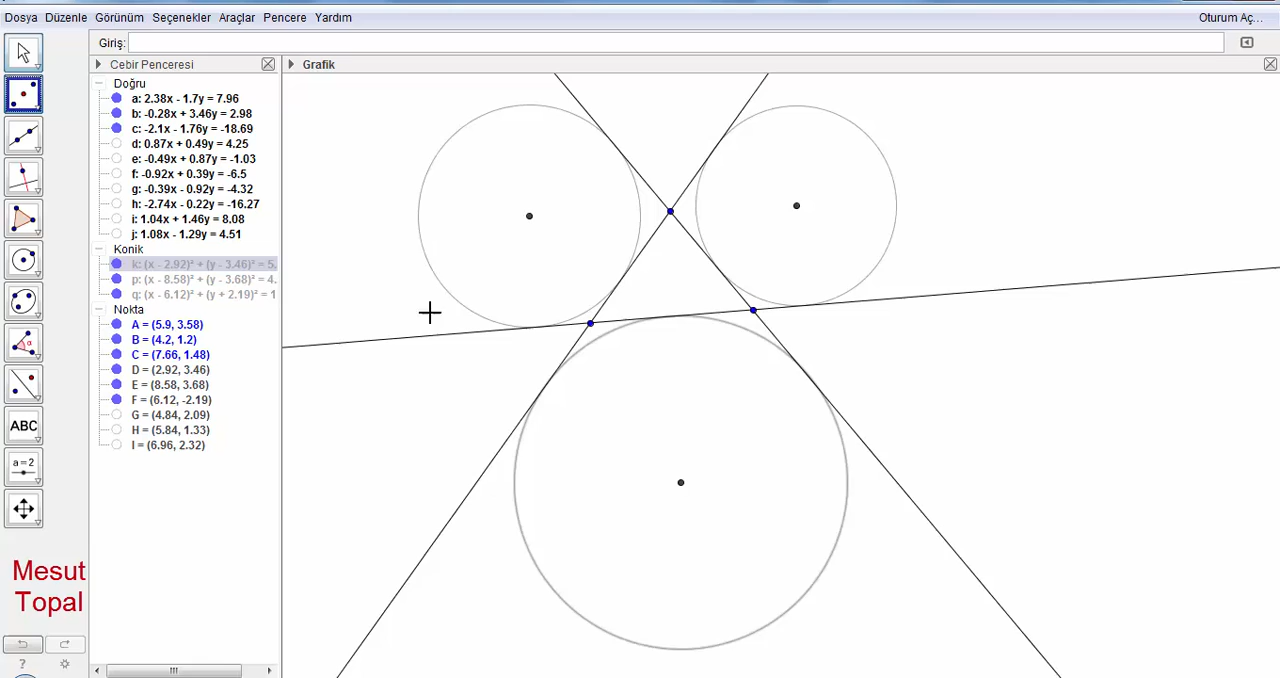 Dosya Düzenle Görünüm Seçenekler Araçlar Pencere Yardım Oturum Aç...
Giriş:
Cebir Penceresi Grafik
Doğru
a: 2.38x - 1.7y = 7.96
b: -0.28x + 3.46y = 2.98
c: -2.1x - 1.76y = -18.69
d: 0.87x + 0.49y = 4.25
e: -0.49x + 0.87y = -1.03
f: -0.92x + 0.39y = -6.5
g: -0.39x - 0.92y = -4.32
h: -2.74x - 0.22y = -16.27
i: 1.04x + 1.46y = 8.08
j: 1.08x - 1.29y = 4.51
Konik
k: (x - 2.92)² + (y - 3.46)² = 5.
p: (x - 8.58)² + (y - 3.68)² = 4.
q: (x - 6.12)² + (y + 2.19)² = 1
Nokta
A = (5.9, 3.58)
B = (4.2, 1.2)
C = (7.66, 1.48)
D = (2.92, 3.46)
E = (8.58, 3.68)
F = (6.12, -2.19)
G = (4.84, 2.09)
H = (5.84, 1.33)
I = (6.96, 2.32)
α
ABC
a=2
Mesut
Topal
?